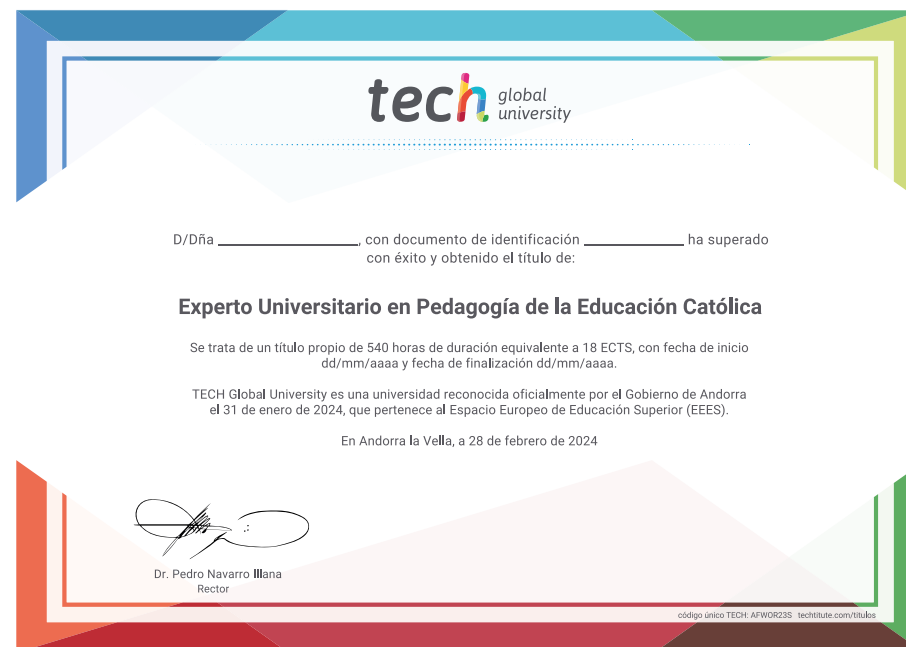 tech global university
D/Dña ______________, con documento de identificación __________ ha superado
con éxito y obtenido el título de:
Experto Universitario en Pedagogía de la Educación Católica
Se trata de un título propio de 540 horas de duración equivalente a 18 ECTS, con fecha de inicio
dd/mm/aaaa y fecha de finalización dd/mm/aaaa.
TECH Global University es una universidad reconocida oficialmente por el Gobierno de Andorra
el 31 de enero de 2024, que pertenece al Espacio Europeo de Educación Superior (EEES).
En Andorra la Vella, a 28 de febrero de 2024
Dr. Pedro Navarro Illana
Rector
código único TECH: AFWOR23S techtitute.com/titulos